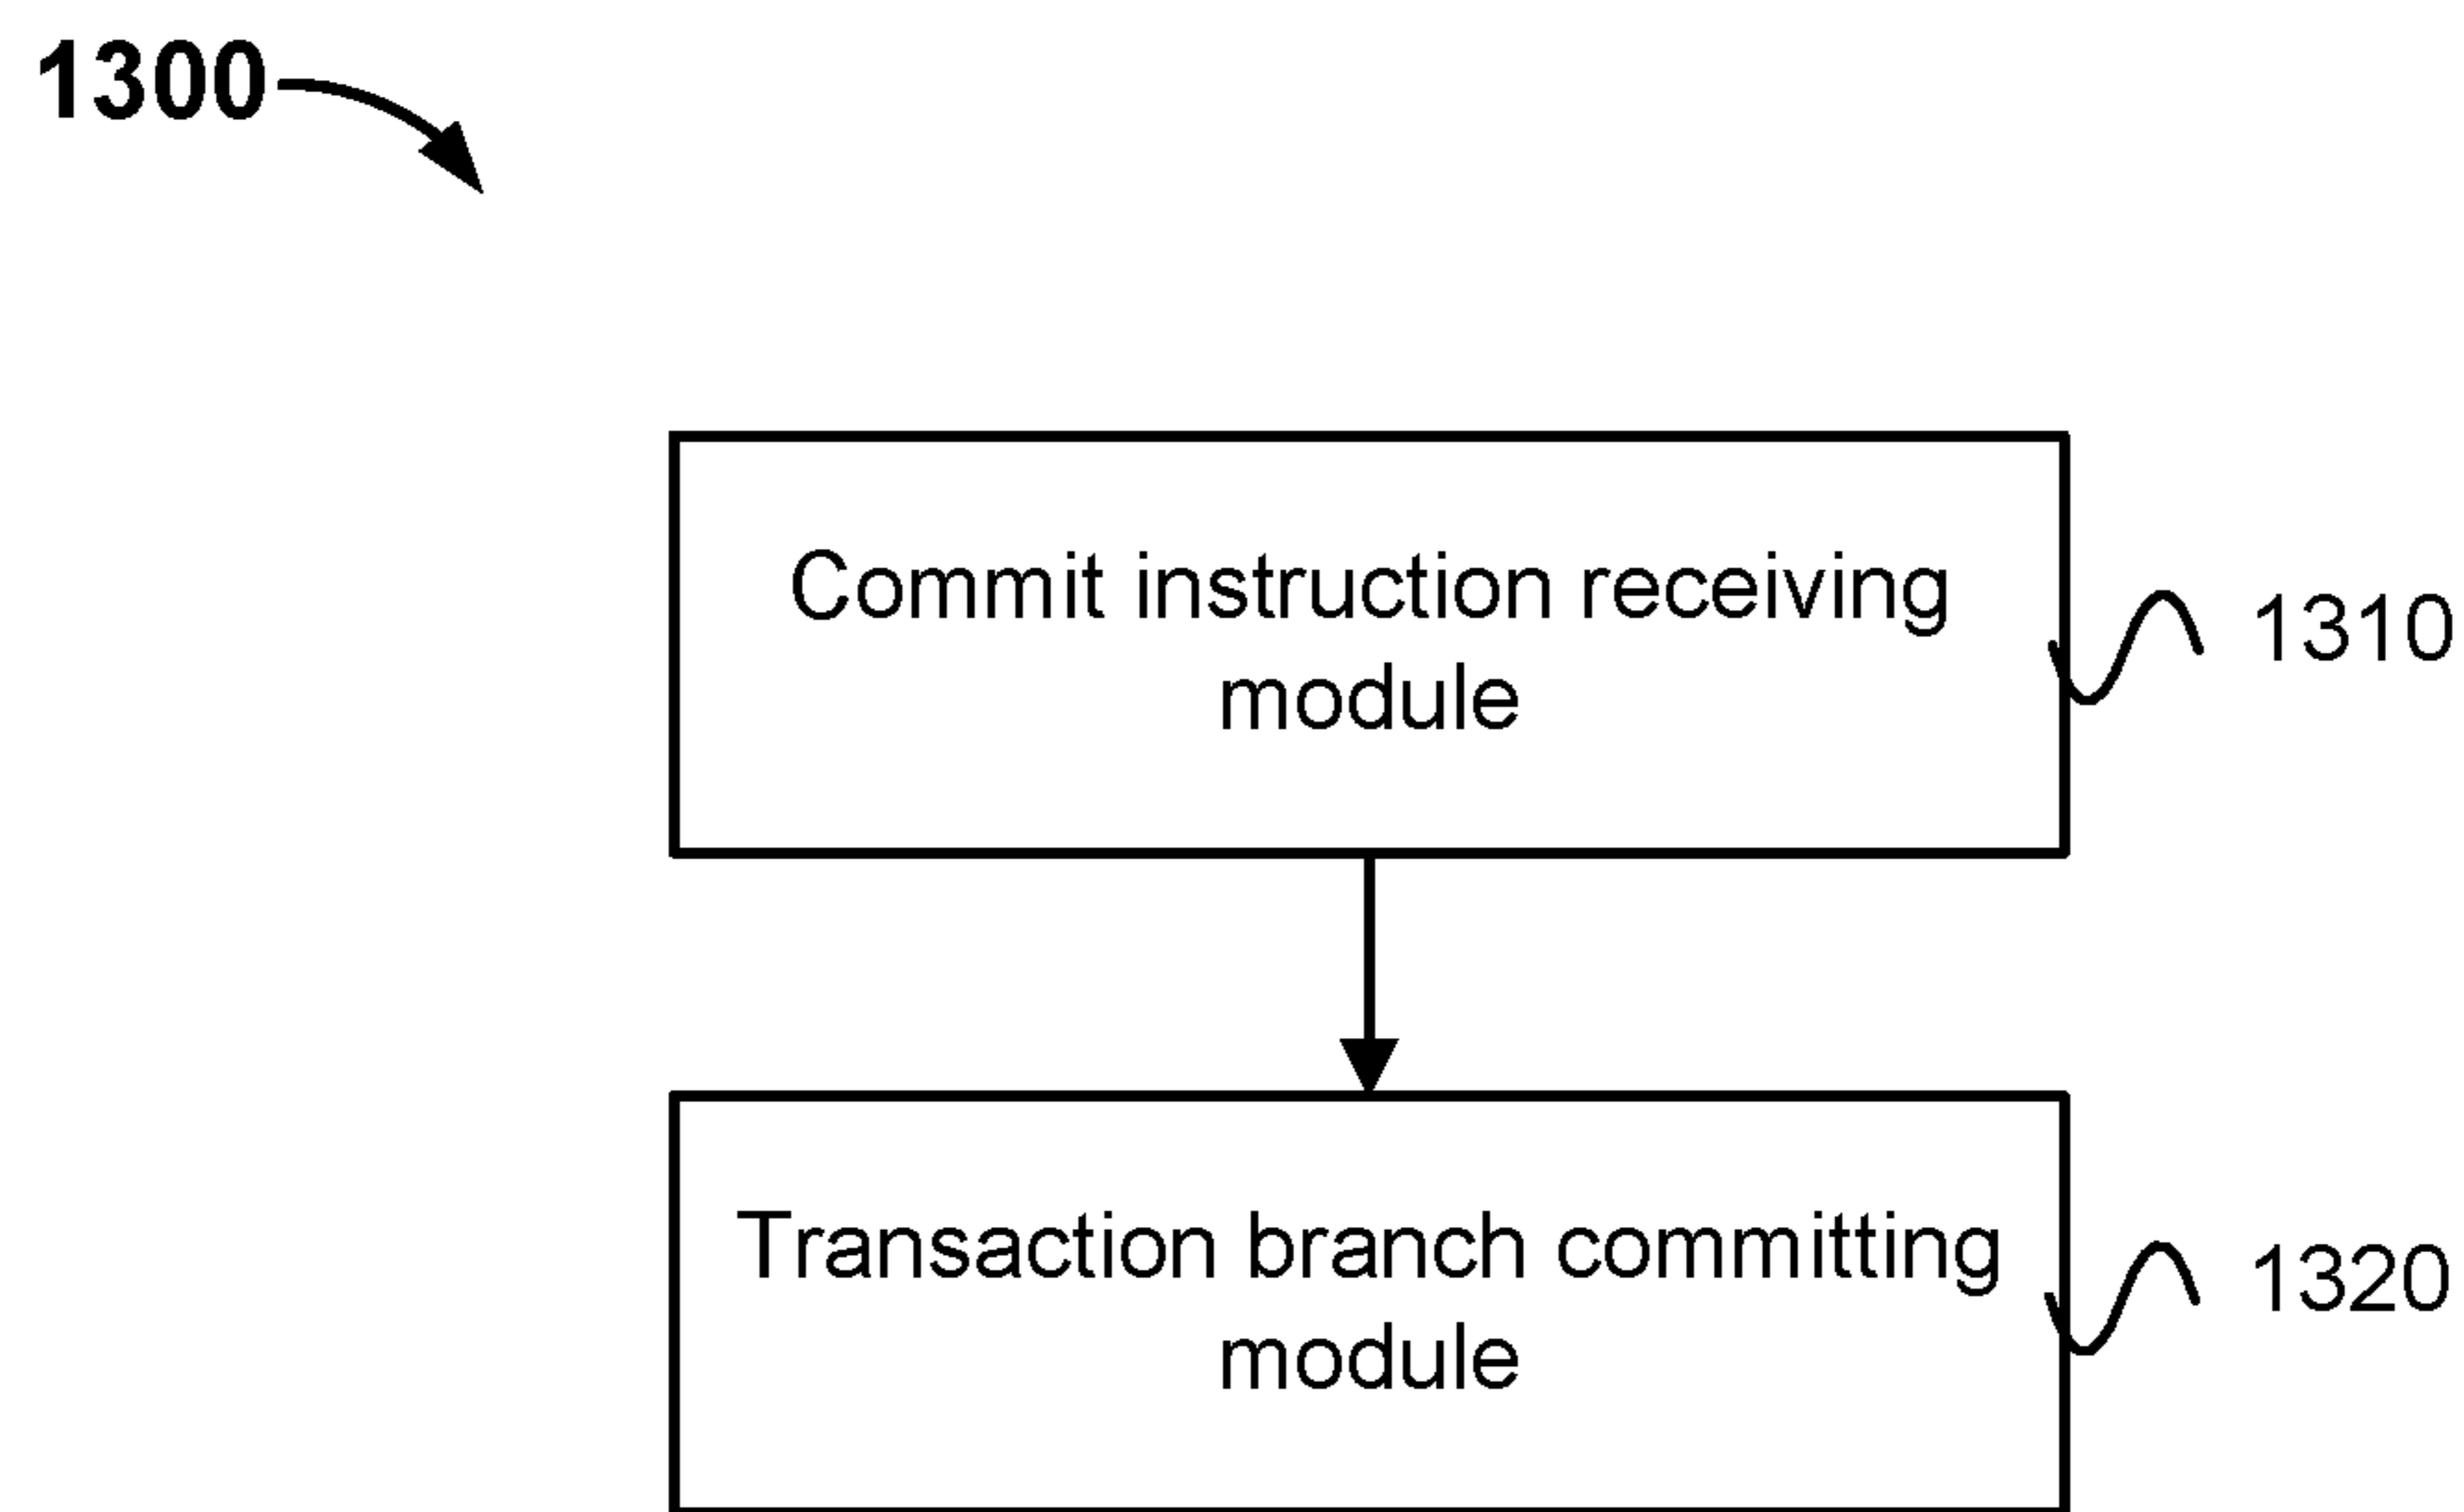 1300
Commit instruction receiving
module
1310
Transaction branch committing
module
1320